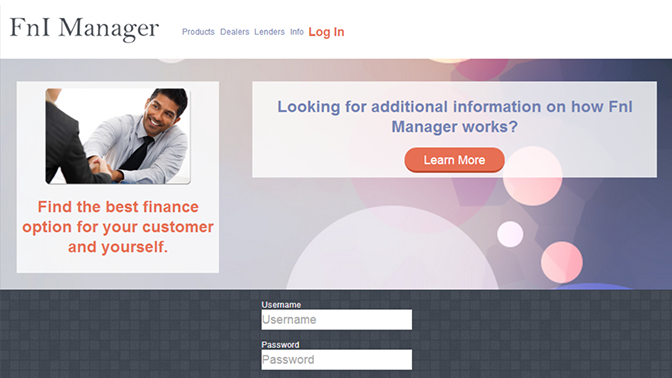 FnI Manager
Products Dealers Lenders Info Log In
Find the best finance
option for your customer
and yourself.
Looking for additional information on how FnI
Manager works?
Learn More
Username
Username
Password
Password